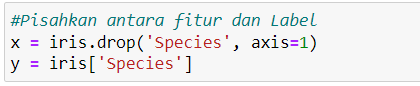 #Pisahkan antara fitur dan Label
x = iris.drop('Species', axis=1)
y = iris['Species']